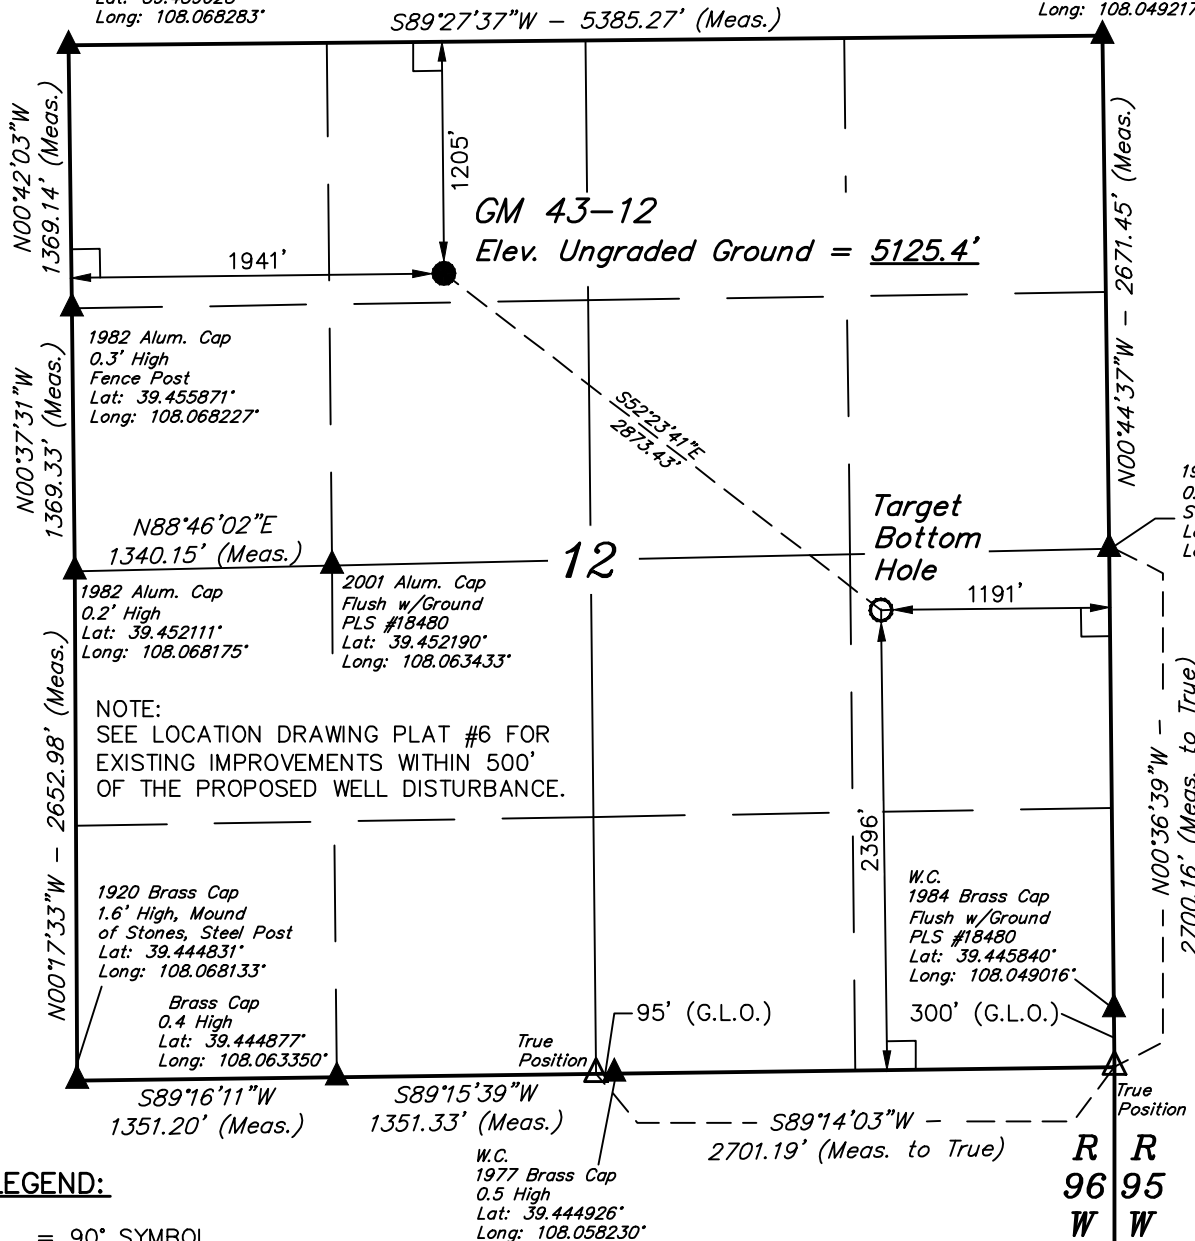 Long: 108.068283°
S89°27'37"W – 5385.27' (Meas.)
Long: 108.049217°
N00°42'03"W
1369.14' (Meas.)
1205'
GM 43–12
Elev. Ungraded Ground = 5125.4'
1941'
N00°44'37"W – 2671.45' (Meas.)
1982 Alum. Cap
0.3' High
Fence Post
Lat: 39.455871°
Long: 108.068227°
N00°37'31"W
1369.33' (Meas.)
S52°23'41"E
2873.43'
Target
Bottom
Hole
N88°46'02"E
1340.15' (Meas.)
12
1191'
1982 Alum. Cap
0.2' High
Lat: 39.452111°
Long: 108.068175°
2001 Alum. Cap
Flush w/Ground
PLS #18480
Lat: 39.452190°
Long: 108.063433°
NOTE:
SEE LOCATION DRAWING PLAT #6 FOR
EXISTING IMPROVEMENTS WITHIN 500'
OF THE PROPOSED WELL DISTURBANCE.
N00°17'33"W – 2652.98' (Meas.)
2396'
N00°36'39"W –
2700.16' (Meas. to True)
1920 Brass Cap
1.6' High, Mound
of Stones, Steel Post
Lat: 39.444831°
Long: 108.068133°
W.C.
1984 Brass Cap
Flush w/Ground
PLS #18480
Lat: 39.445840°
Long: 108.049016°
Brass Cap
0.4 High
Lat: 39.444877°
Long: 108.063350°
True
Position
95' (G.L.O.)
300' (G.L.O.)
S89°16'11"W
1351.20' (Meas.)
S89°15'39"W
1351.33' (Meas.)
S89°14'03"W
2701.19' (Meas. to True)
True
Position
W.C.
1977 Brass Cap
0.5 High
Lat: 39.444926°
Long: 108.058230°
R R
96 95
W W
LEGEND:
= 90° SYMBOL